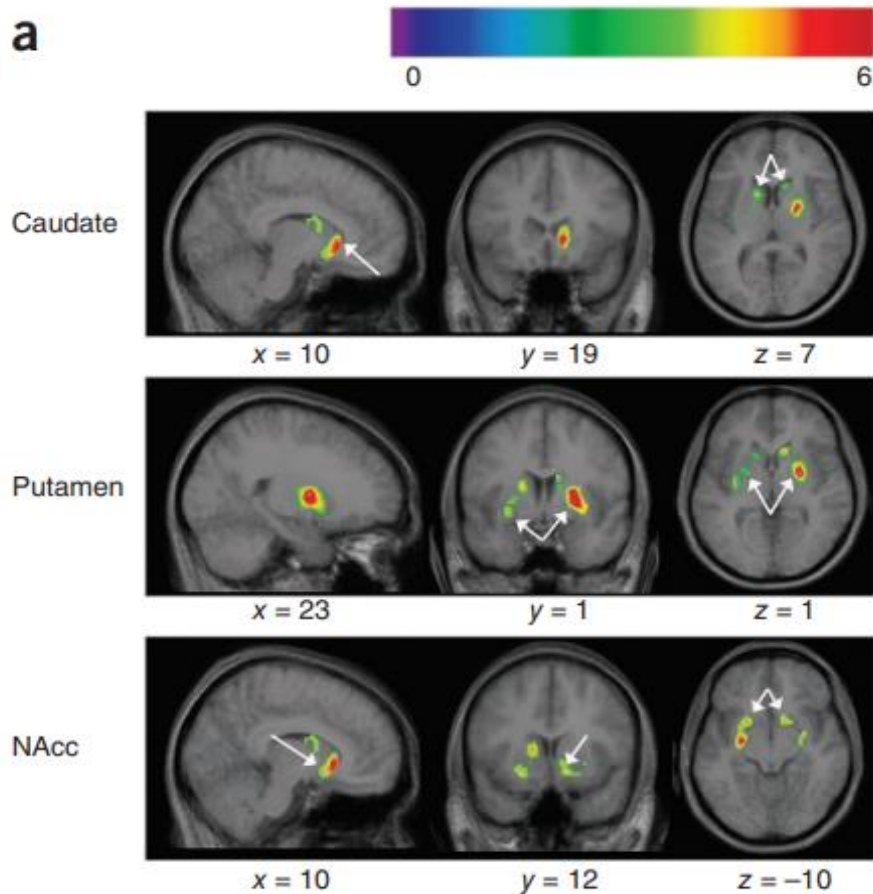 a
0 6
Caudate
x = 10 y = 19 z = 7
Putamen
x = 23 y = 1 z = 1
NAcc
x = 10 y = 12 z = –10